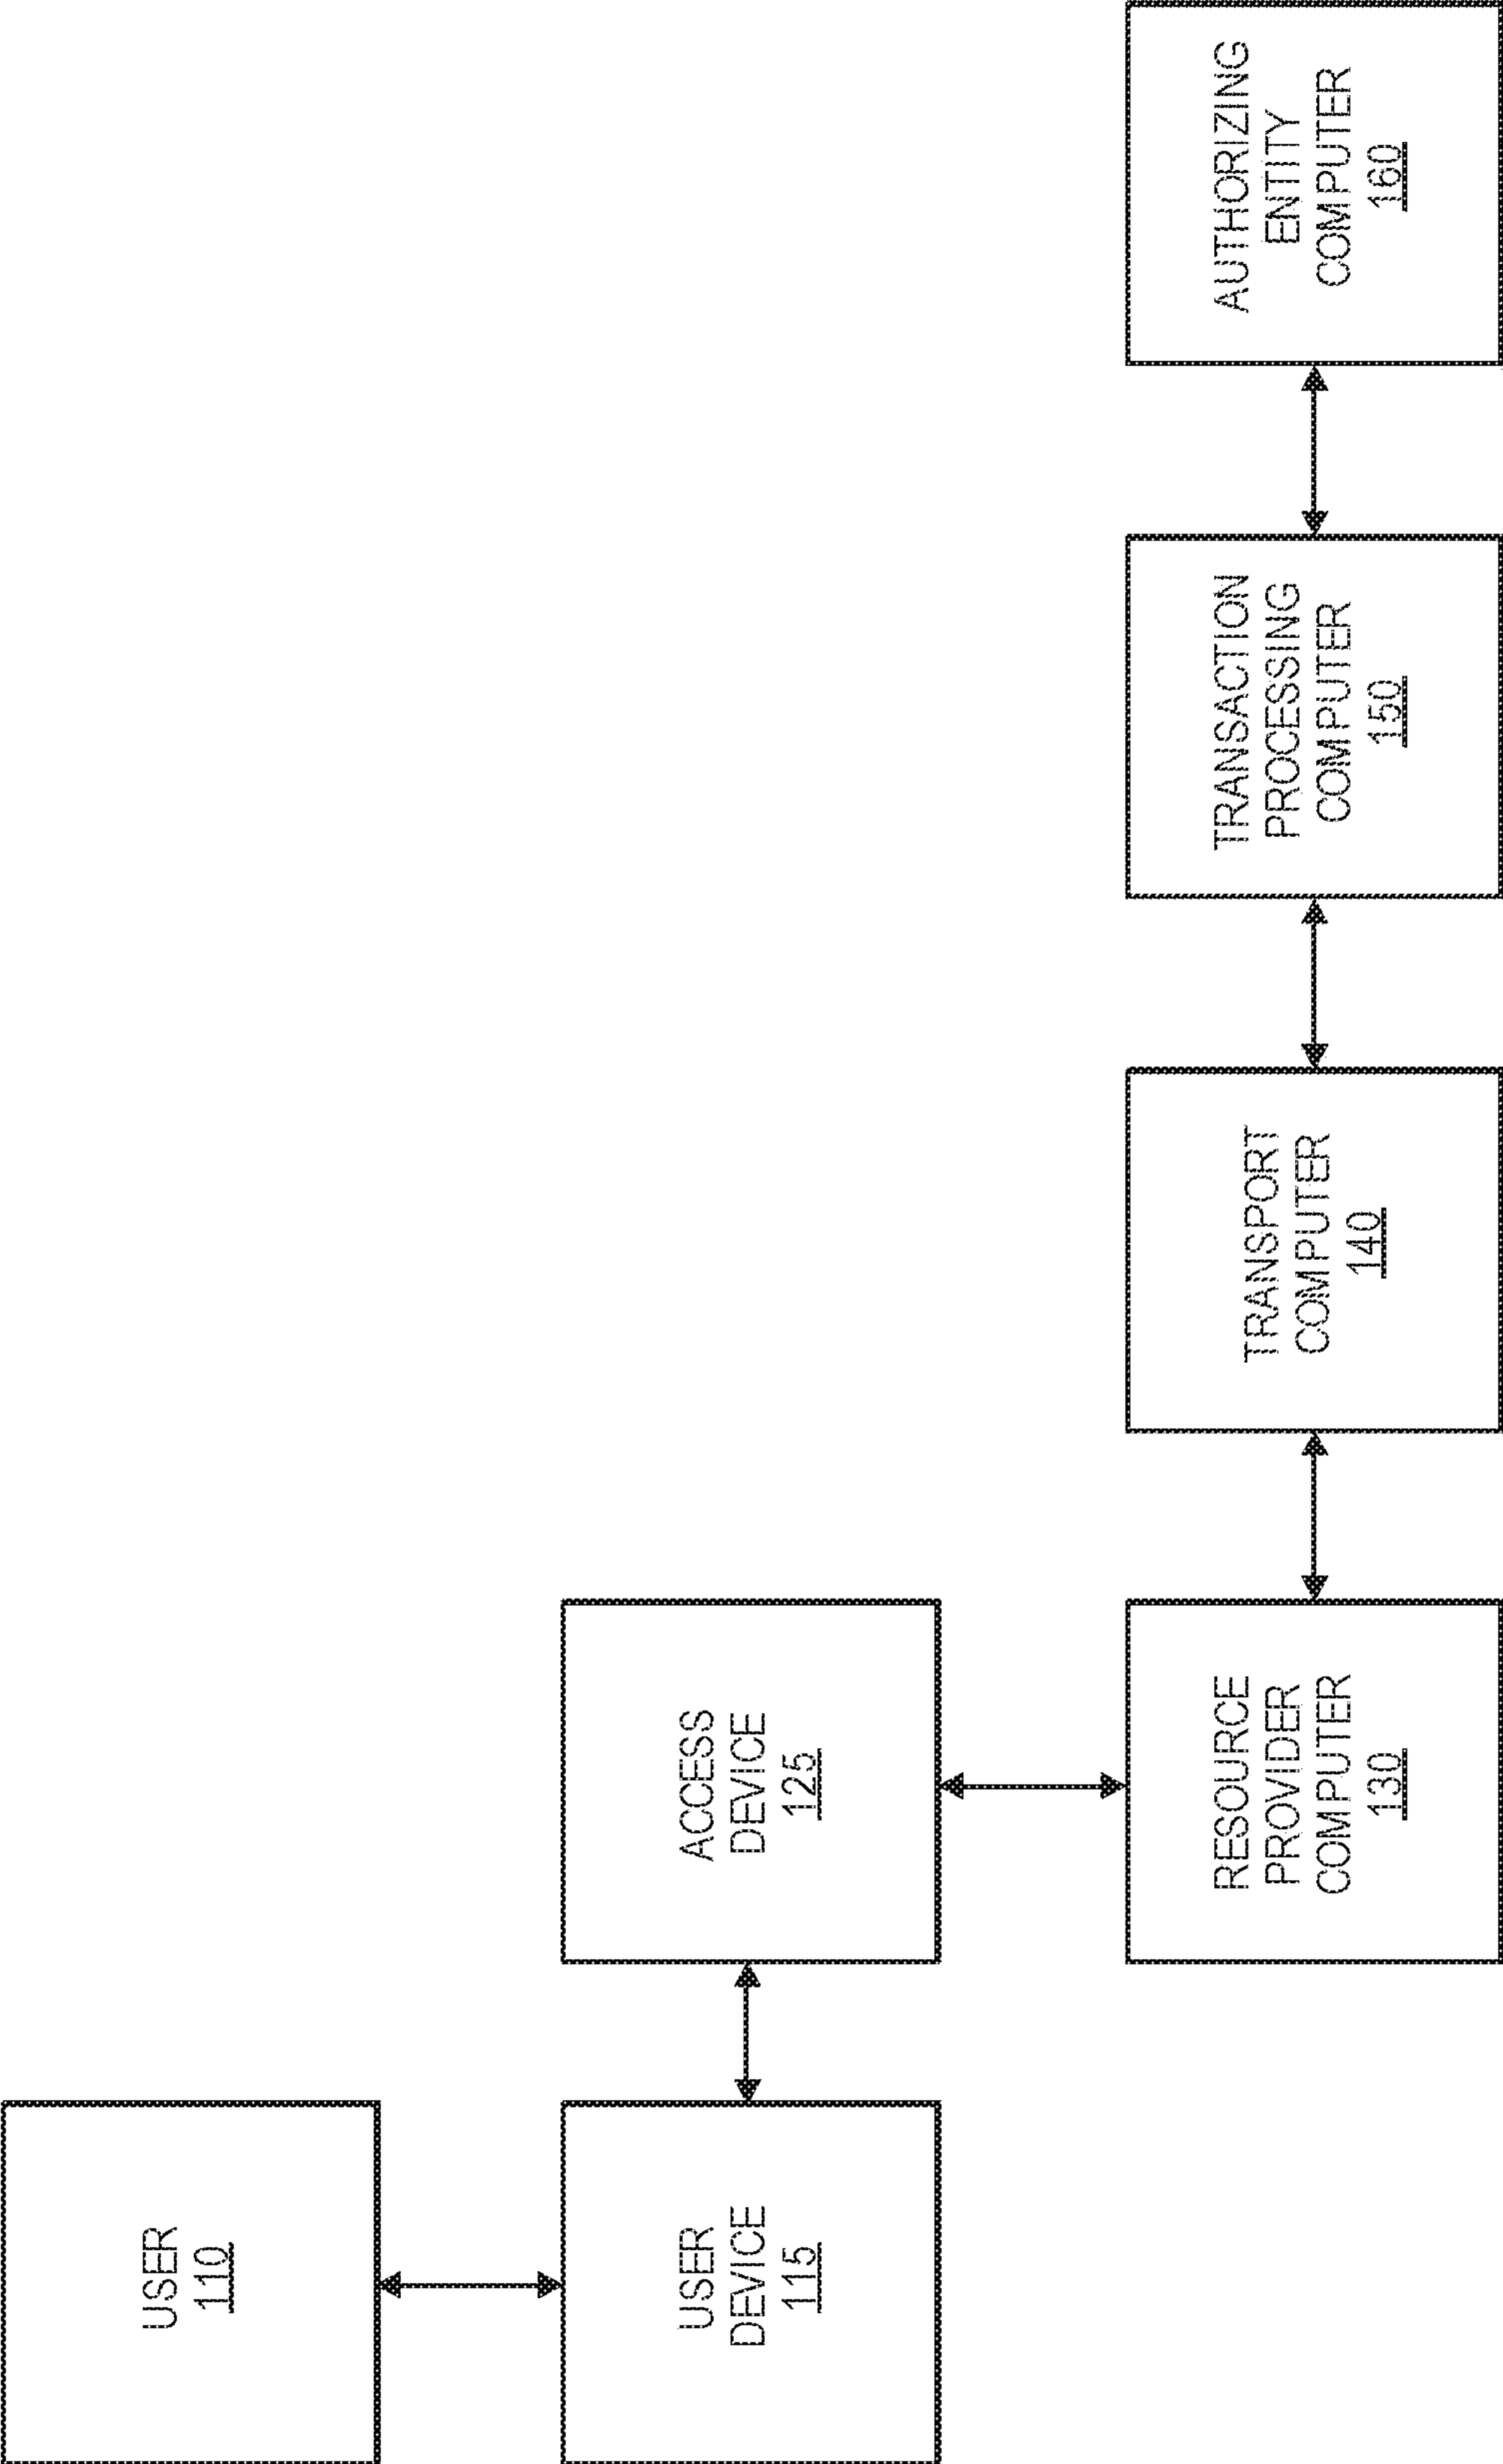 USER
110
USER
DEVICE
115
ACCESS
DEVICE
125
RESOURCE
PROVIDER
COMPUTER
130
TRANSPORT
COMPUTER
140
TRANSACTION
PROCESSING
COMPUTER
150
AUTHORIZING
ENTITY
COMPUTER
160